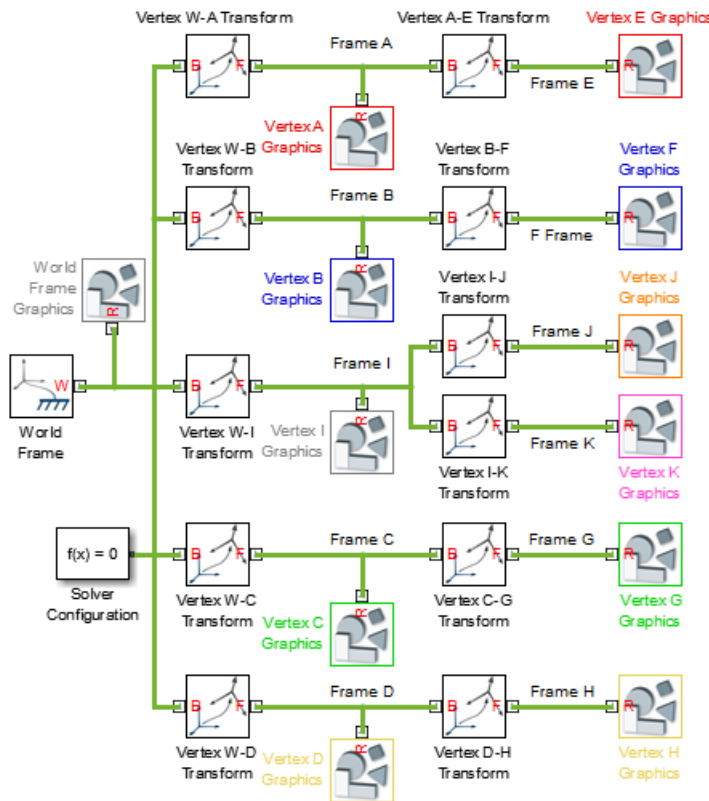 Vertex W-A Transform
Vertex A-E Transform
Vertex E Graphics
Frame A
B F
B F
R
Frame E
R
Vertex A
Graphics
Vertex W-B
Transform
Vertex B-F
Transform
Vertex F
Graphics
Frame B
B F
B F
R
F Frame
R
World
Frame
Graphics
R
Vertex B
Graphics
Vertex I-J
Transform
Vertex J
Graphics
Frame J
B F
R
Frame I
W
B F
World
Frame
Vertex W-I
Transform
R
Vertex I
Graphics
B F
R
Frame K
Vertex I-K
Transform
Vertex K
Graphics
Frame C
Frame G
f(x) = 0
B F
B F
R
Solver
Configuration
Vertex W-C
Transform
R
Vertex C
Graphics
Vertex C-G
Transform
Vertex G
Graphics
Frame D
Frame H
B F
B F
R
Vertex W-D
Transform
R
Vertex D
Graphics
Vertex D-H
Transform
Vertex H
Graphics